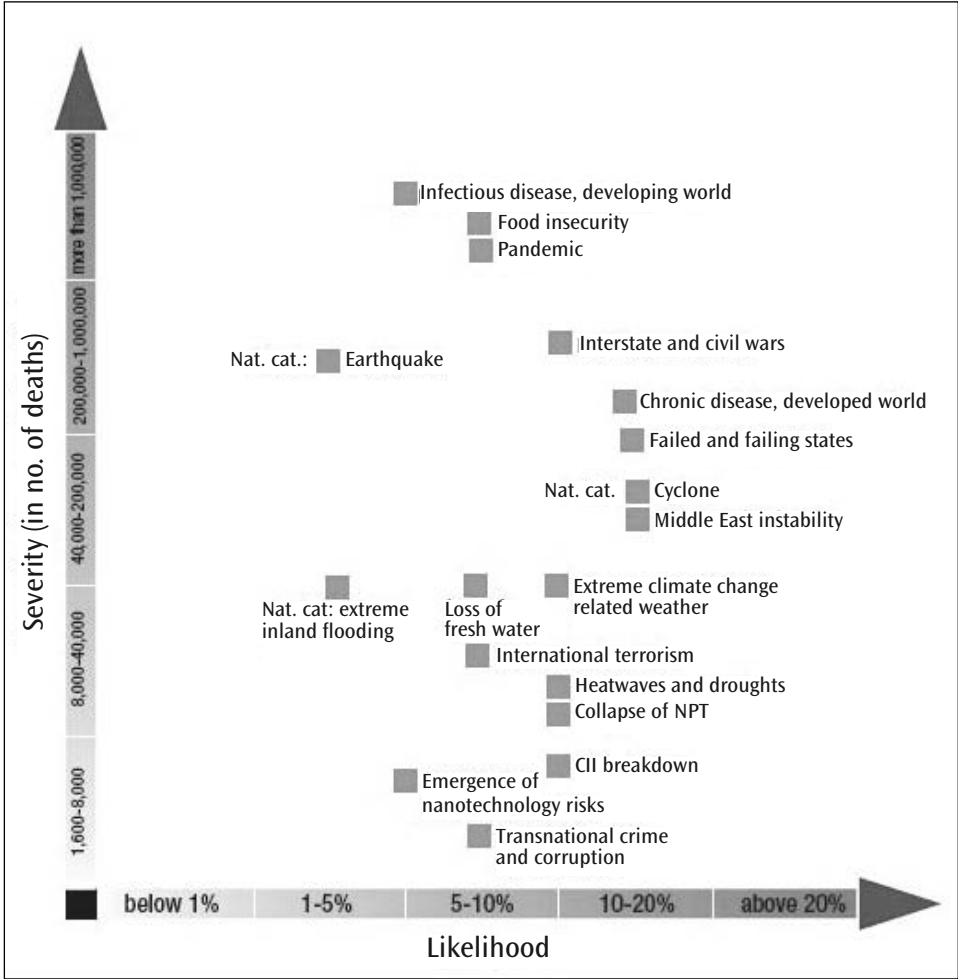 Severity (in no. of deaths)
more than 1,000,000
200,000-1,000,000
40,000-200,000
8,000-40,000
1,600-8,000
Infectious disease, developing world
Food insecurity
Pandemic
Interstate and civil wars
Nat. cat.: Earthquake
Chronic disease, developed world
Failed and failing states
Nat. cat. Cyclone
Middle East instability
Nat. cat: extreme
inland flooding
Loss of
fresh water
Extreme climate change
related weather
International terrorism
Heatwaves and droughts
Collapse of NPT
CII breakdown
Emergence of
nanotechnology risks
Transnational crime
and corruption
below 1% 1-5% 5-10% 10-20% above 20%
Likelihood